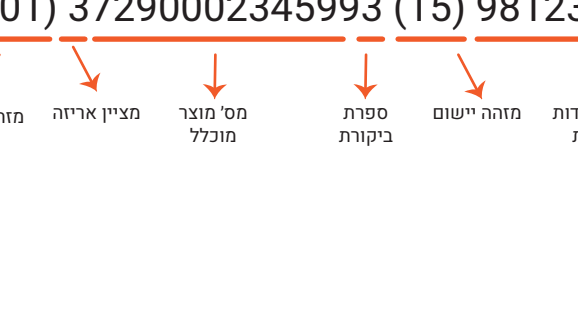 01) 37290002345993 (15) 98123
מציין אריזה
מס' מוצר
מוכלל
ספרת
ביקורת
מזהה יישום